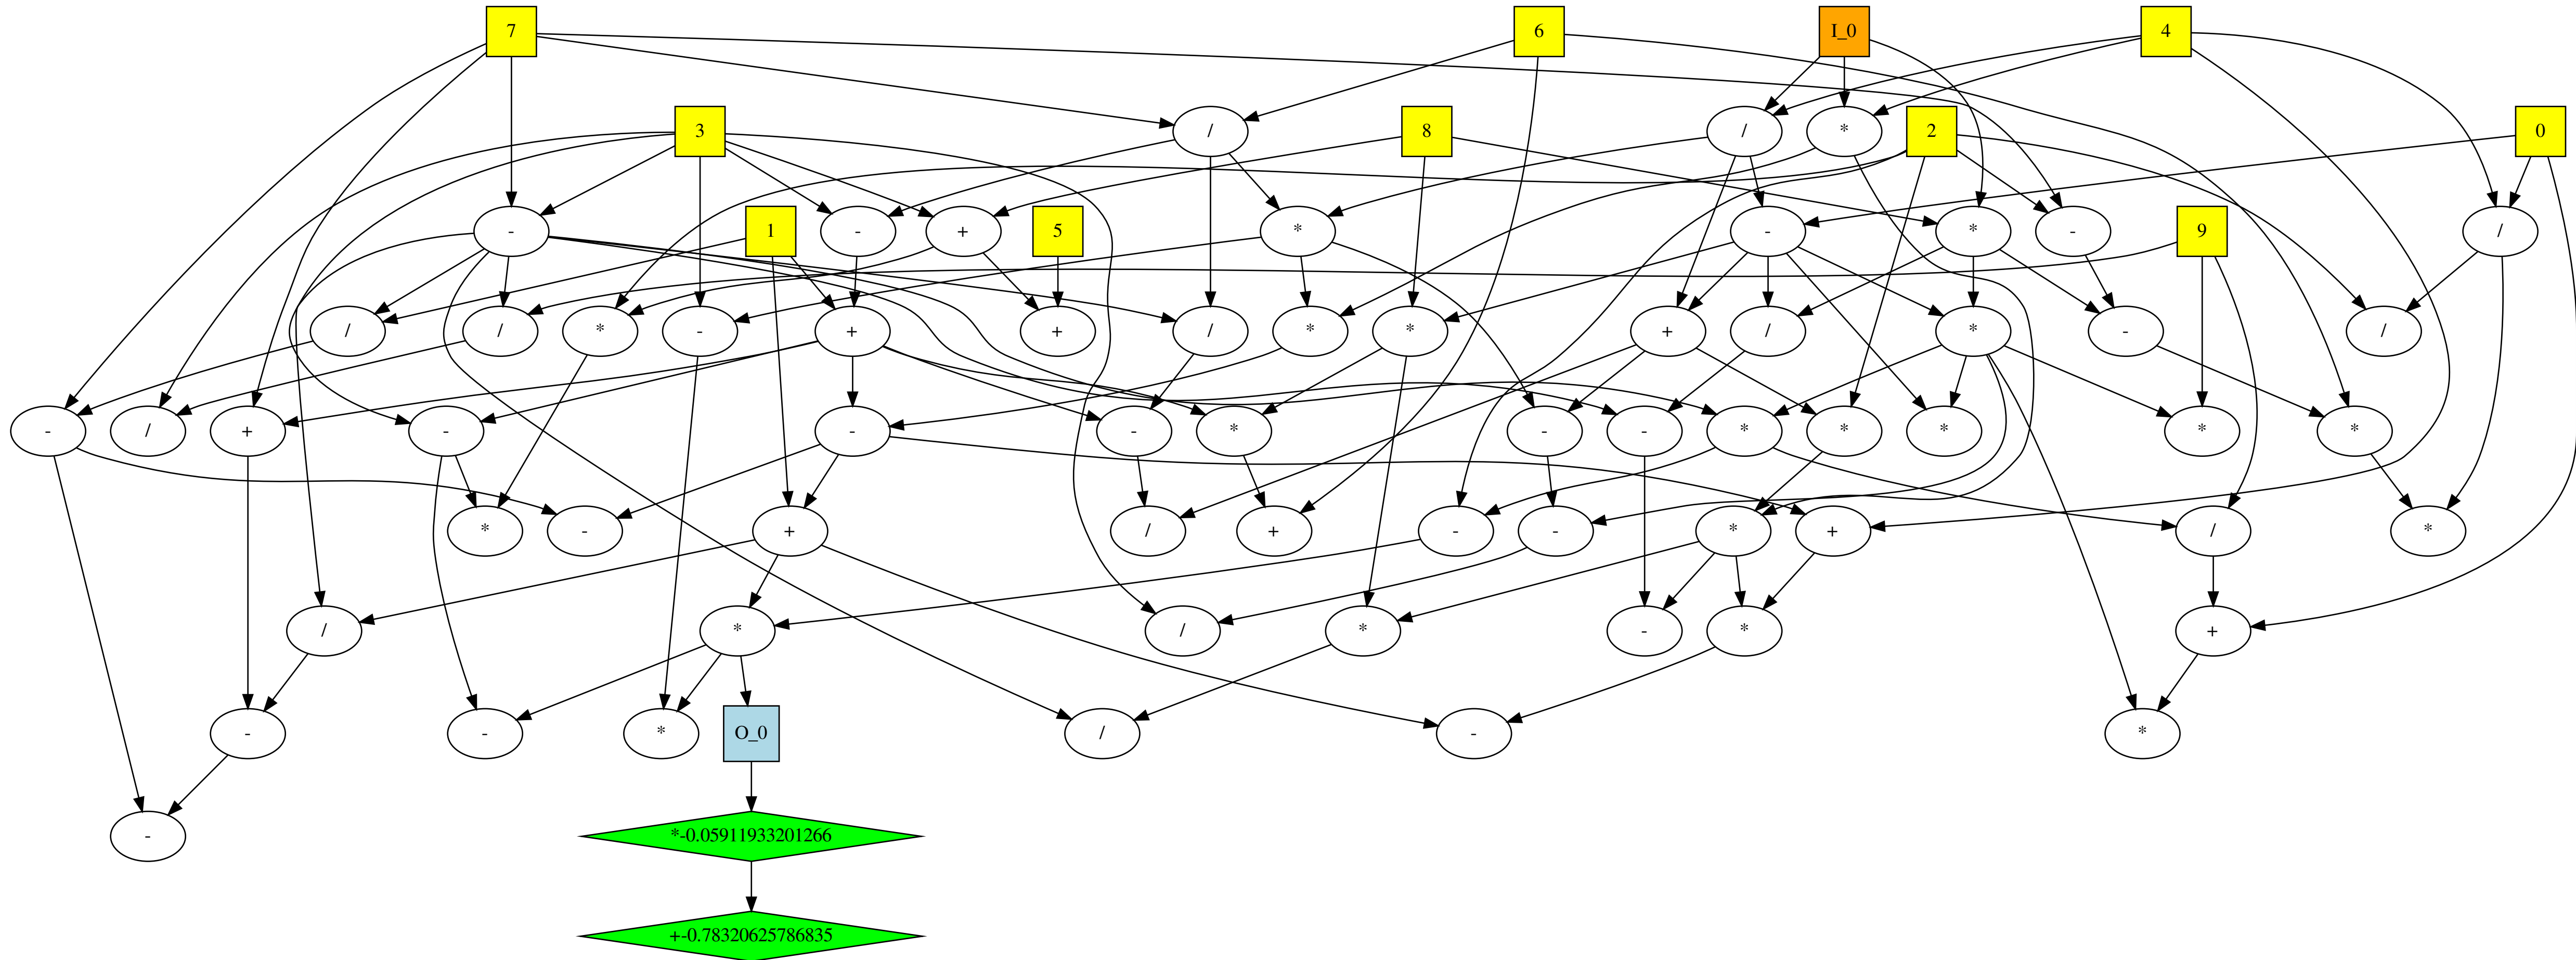 7 6 I_0 4
3 / 8 / * 2 0
- 1 - + 5 * - * - 9 /
/ / * - + + / * * + / * - /
- / + - - - * - - * * * * *
* - + / + - - * + / *
/ * / * - * +
- - * O_0 / - *
- *-0.05911933201266
+-0.78320625786835